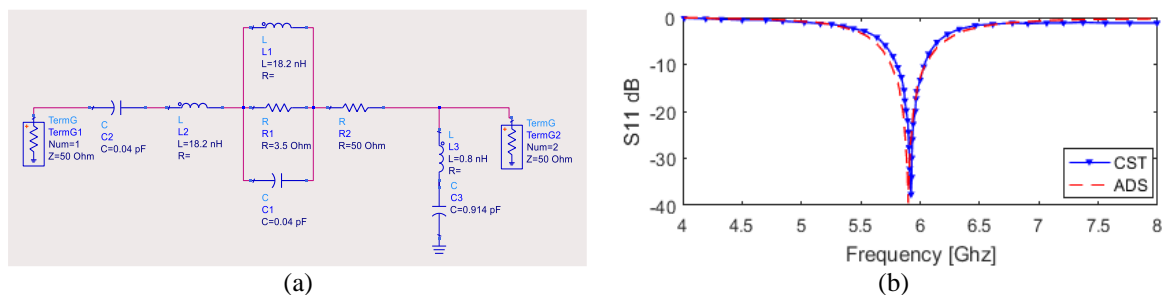 L
L1
L=18.2 nH
R=
TermG
TermG1
Num=1
Z=50 Ohm
C
C2
C=0.04 pF
L
L2
L=18.2 nH
R=
R
R1
R=3.5 Ohm
R
R2
R=50 Ohm
C
C1
C=0.04 pF
L
L3
L=0.8 nH
R=
C
C3
C=0.914 pF
TermG
TermG2
Num=2
Z=50 Ohm
(a)
0
-10
-20
-30
-40
S11 dB
CST
ADS
4 4.5 5 5.5 6 6.5 7 7.5 8
Frequency [Ghz]
(b)